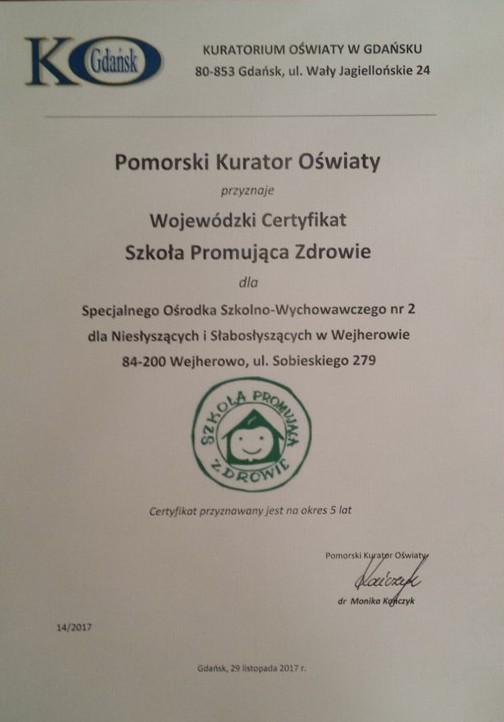 KO
Gdańsk
KURATORIUM OŚWIATY W GDAŃSKU
80-853 Gdańsk, ul. Wały Jagiellońskie 24
Pomorski Kurator Oświaty
przyznaje
Wojewódzki Certyfikat
Szkoła Promująca Zdrowie
dla
Specjalnego Ośrodka Szkolno-Wychowawczego nr 2
dla Niesłyszących i Słabosłyszących w Wejherowie
84-200 Wejherowo, ul. Sobieskiego 279
SZKOŁA PROMUJĄCA
ZDROWIE
Certyfikat przyznawany jest na okres 5 lat
Pomorski Kurator Oświaty
dr Monika Kończyk
14/2017
Gdańsk, 29 listopada 2017 r.